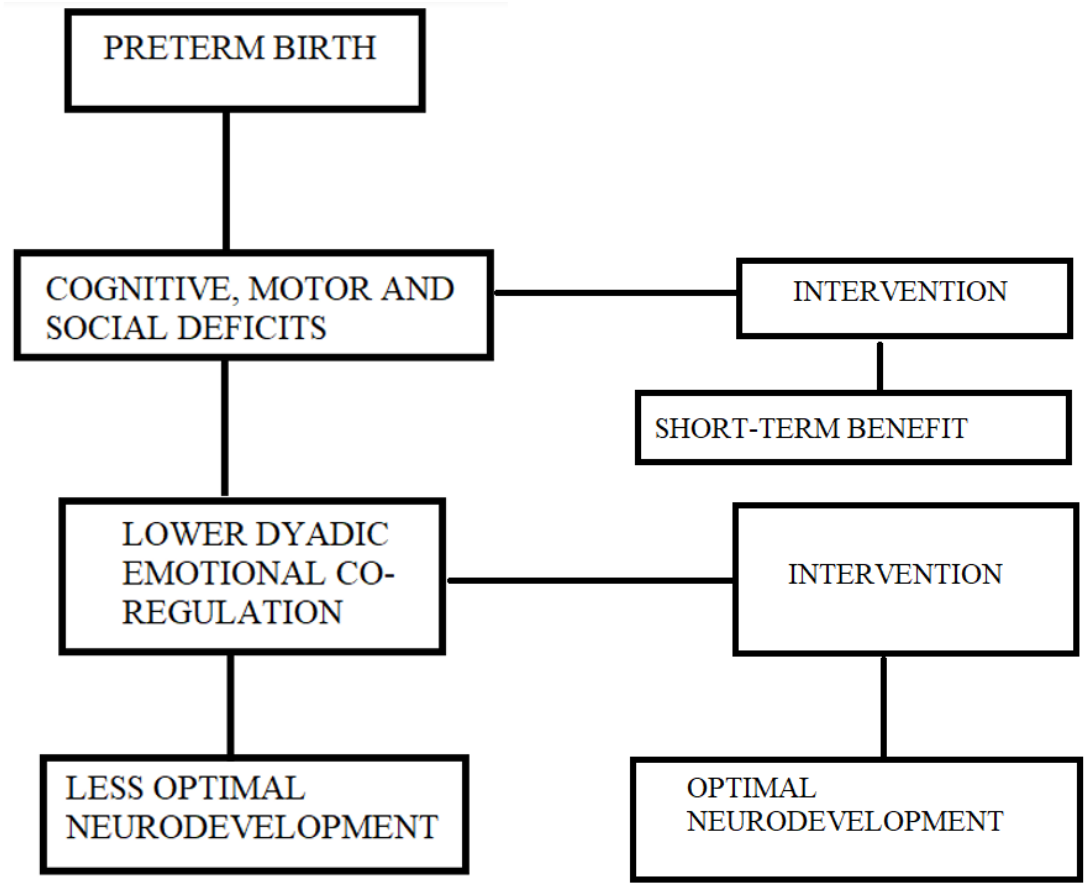 PRETERM BIRTH
COGNITIVE, MOTOR AND
SOCIAL DEFICITS
INTERVENTION
SHORT-TERM BENEFIT
LOWER DYADIC
EMOTIONAL CO-
REGULATION
INTERVENTION
LESS OPTIMAL
NEURODEVELOPMENT
OPTIMAL
NEURODEVELOPMENT